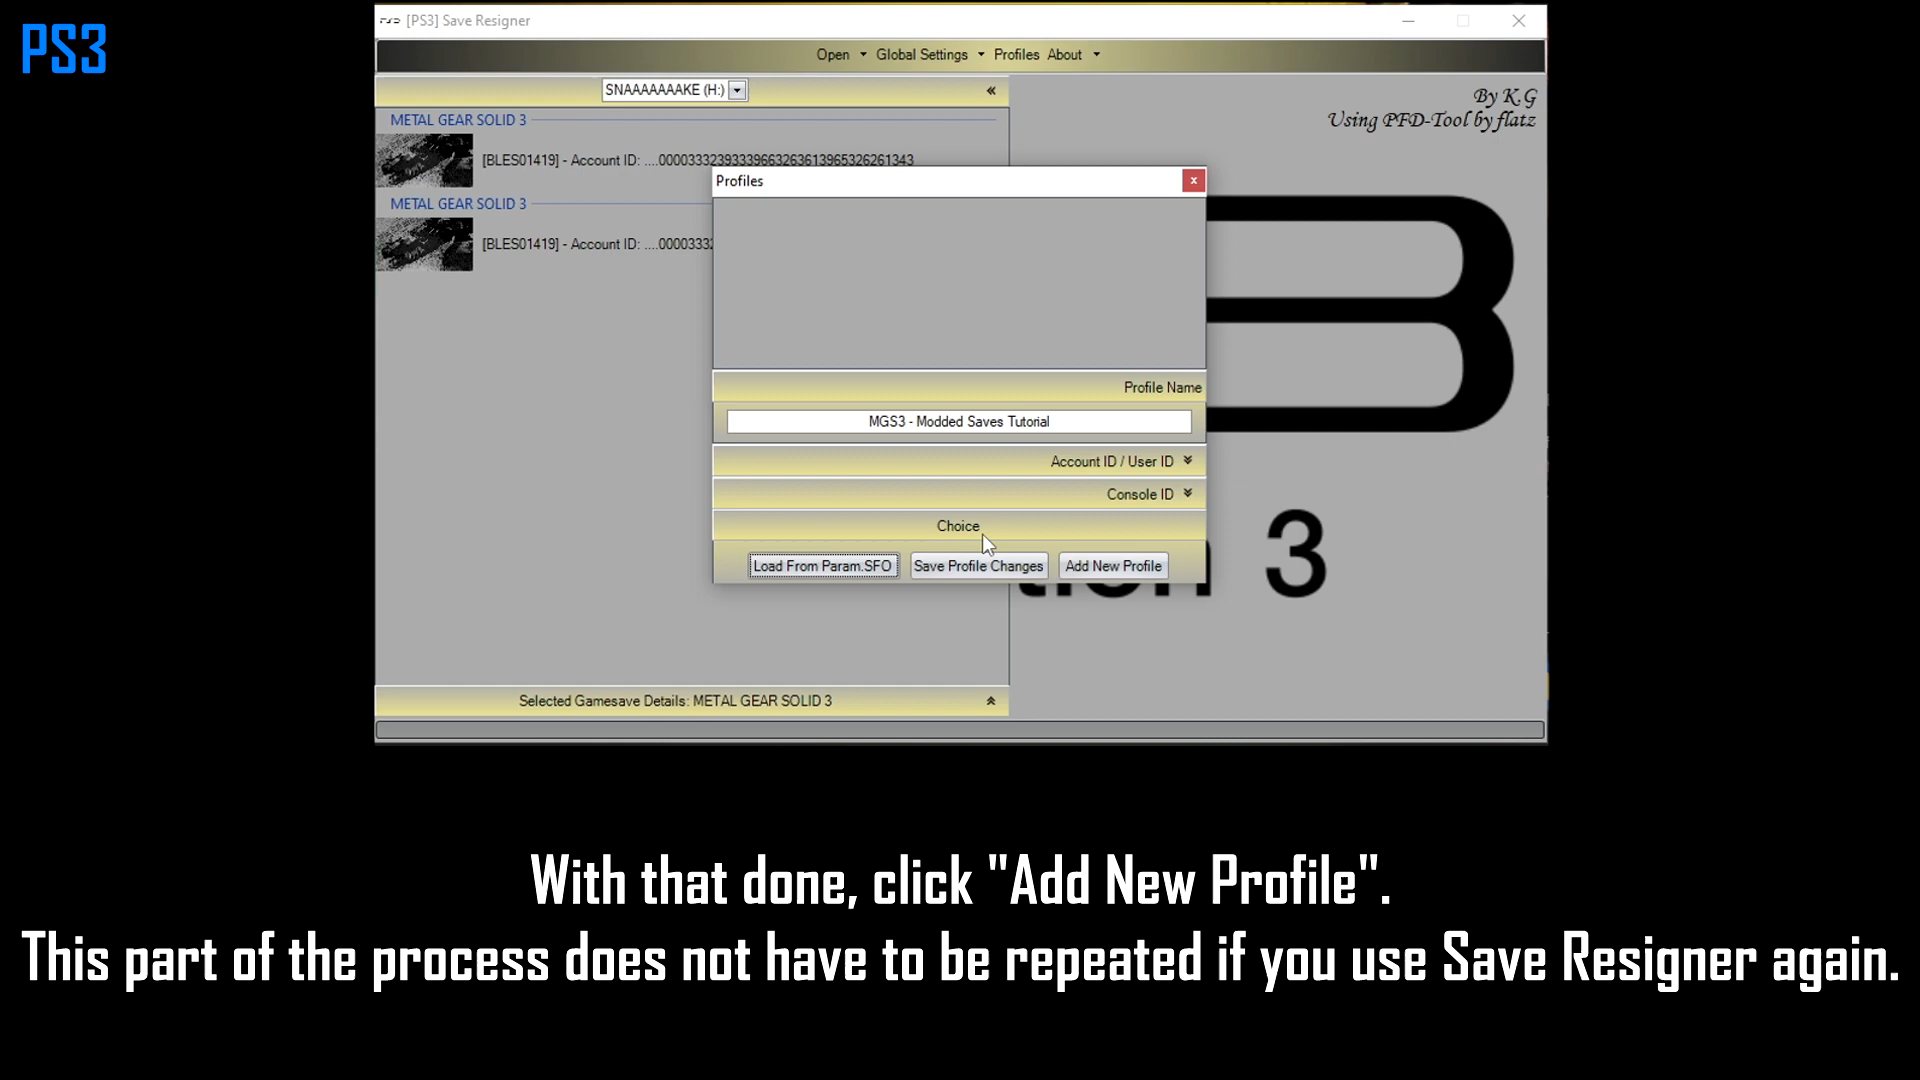 PS3
[PS3] Save Resigner
Open Global Settings Profiles About
SNAAAAAAAKE (H:)
By K.G
Using PFD-Tool by flatz
METAL GEAR SOLID 3
[BLES01419] - Account ID: ....00003332393339663263613965326261343
METAL GEAR SOLID 3
[BLES01419] - Account ID: ....0000333
Profiles
x
3
Profile Name
MGS3 - Modded Saves Tutorial
Account ID / User ID
Console ID
Choice
Load From Param.SFO Save Profile Changes Add New Profile
tion 3
Selected Gamesave Details: METAL GEAR SOLID 3
With that done, click "Add New Profile".
This part of the process does not have to be repeated if you use Save Resigner again.